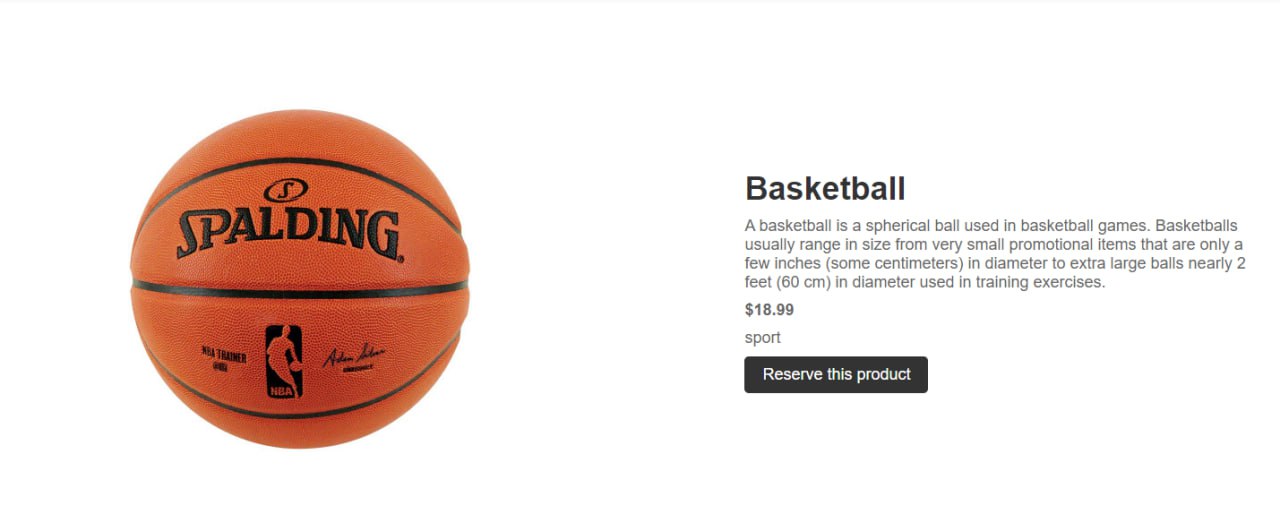 S
SPALDING
NBA TRAINER
NBA
Basketball
A basketball is a spherical ball used in basketball games. Basketballs
usually range in size from very small promotional items that are only a
few inches (some centimeters) in diameter to extra large balls nearly 2
feet (60 cm) in diameter used in training exercises.
$18.99
sport
Reserve this product